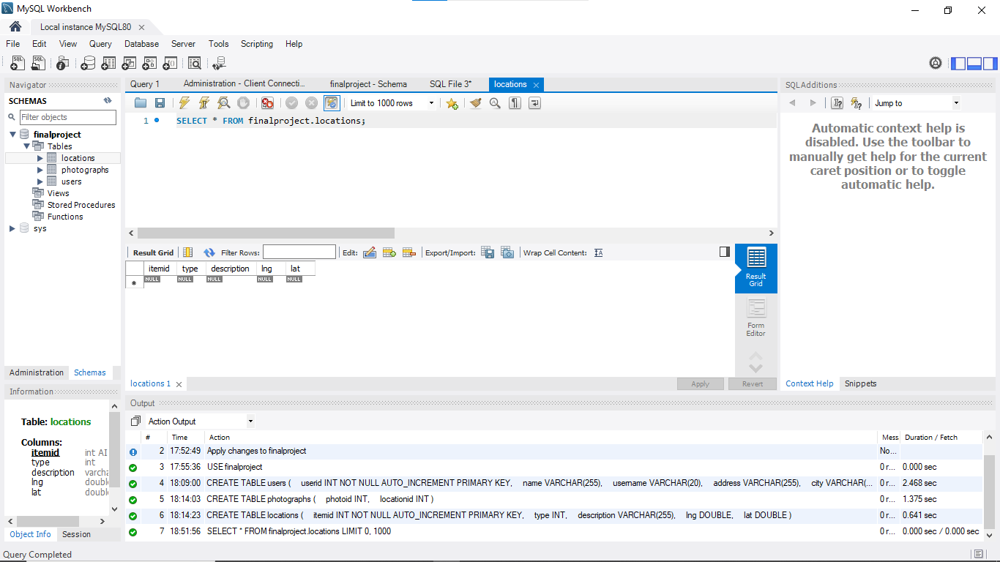 MySQL Workbench
Local instance MySQL80
File Edit View Query Database Server Tools Scripting Help
Navigator
SCHEMAS
Filter objects
finalproject
Tables
locations
photographs
users
Views
Stored Procedures
Functions
sys
Administration Schemas
Information
Table: locations
Columns:
itemid int AI
type int
description varcha
lng double
lat double
Object Info Session
Query 1 Administration - Client Connecti... finalproject - Schema SQL File 3* locations
Limit to 1000 rows
1 SELECT * FROM finalproject.locations;
Result Grid Filter Rows: Edit: Export/Import: Wrap Cell Content:
itemid type description lng lat
NULL NULL NULL NULL NULL
Result
Grid
Form
Editor
locations 1 Apply Revert
SQLAdditions
Jump to
Automatic context help is
disabled. Use the toolbar to
manually get help for the current
caret position or to toggle
automatic help.
Context Help Snippets
Output
Action Output
# Time Action Mess Duration / Fetch
2 17:52:49 Apply changes to finalproject No...
3 17:55:36 USE finalproject 0 r... 0.000 sec
4 18:09:00 CREATE TABLE users ( userid INT NOT NULL AUTO_INCREMENT PRIMARY KEY, name VARCHAR(255), username VARCHAR(20), address VARCHAR(255), city VARCHAR(... 0 r... 2.468 sec
5 18:14:03 CREATE TABLE photographs ( photoid INT, locationid INT ) 0 r... 1.375 sec
6 18:14:23 CREATE TABLE locations ( itemid INT NOT NULL AUTO_INCREMENT PRIMARY KEY, type INT, description VARCHAR(255), lng DOUBLE, lat DOUBLE ) 0 r... 0.641 sec
7 18:51:56 SELECT * FROM finalproject.locations LIMIT 0, 1000 0 r... 0.000 sec / 0.000 sec
Query Completed